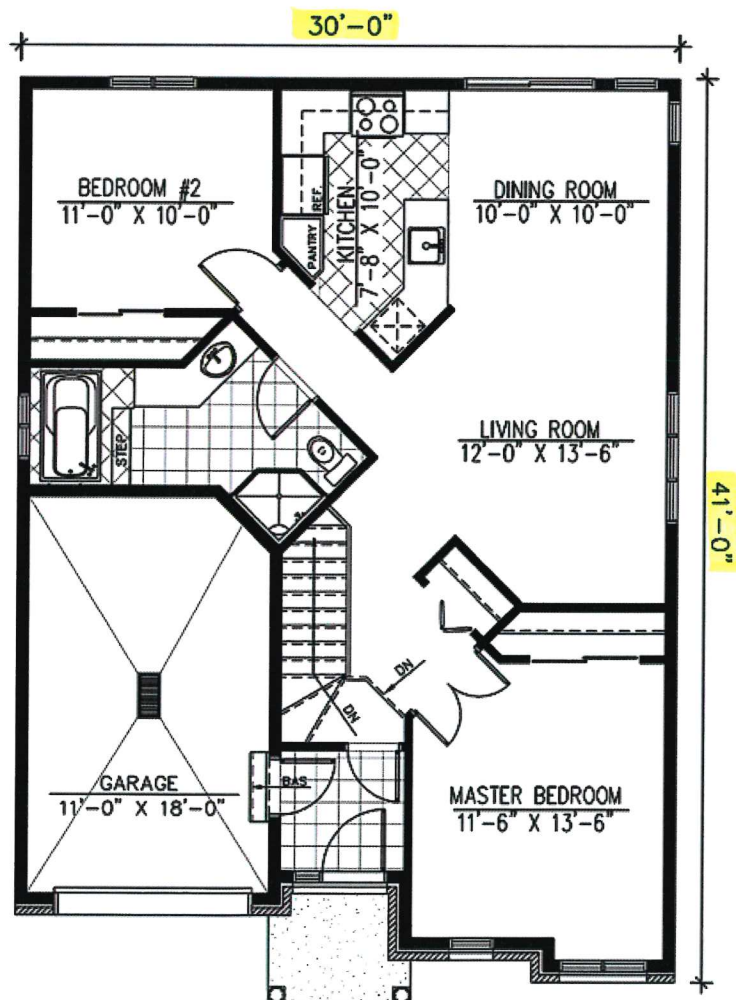 30'-0"
BEDROOM #2
11'-0" X 10'-0"
REF.
PANTRY
KITCHEN
7'-8" X 10'-0"
DINING ROOM
10'-0" X 10'-0"
STEP
LIVING ROOM
12'-0" X 13'-6"
41'-0"
DN
DN
GARAGE
11'-0" X 18'-0"
BAS
MASTER BEDROOM
11'-6" X 13'-6"